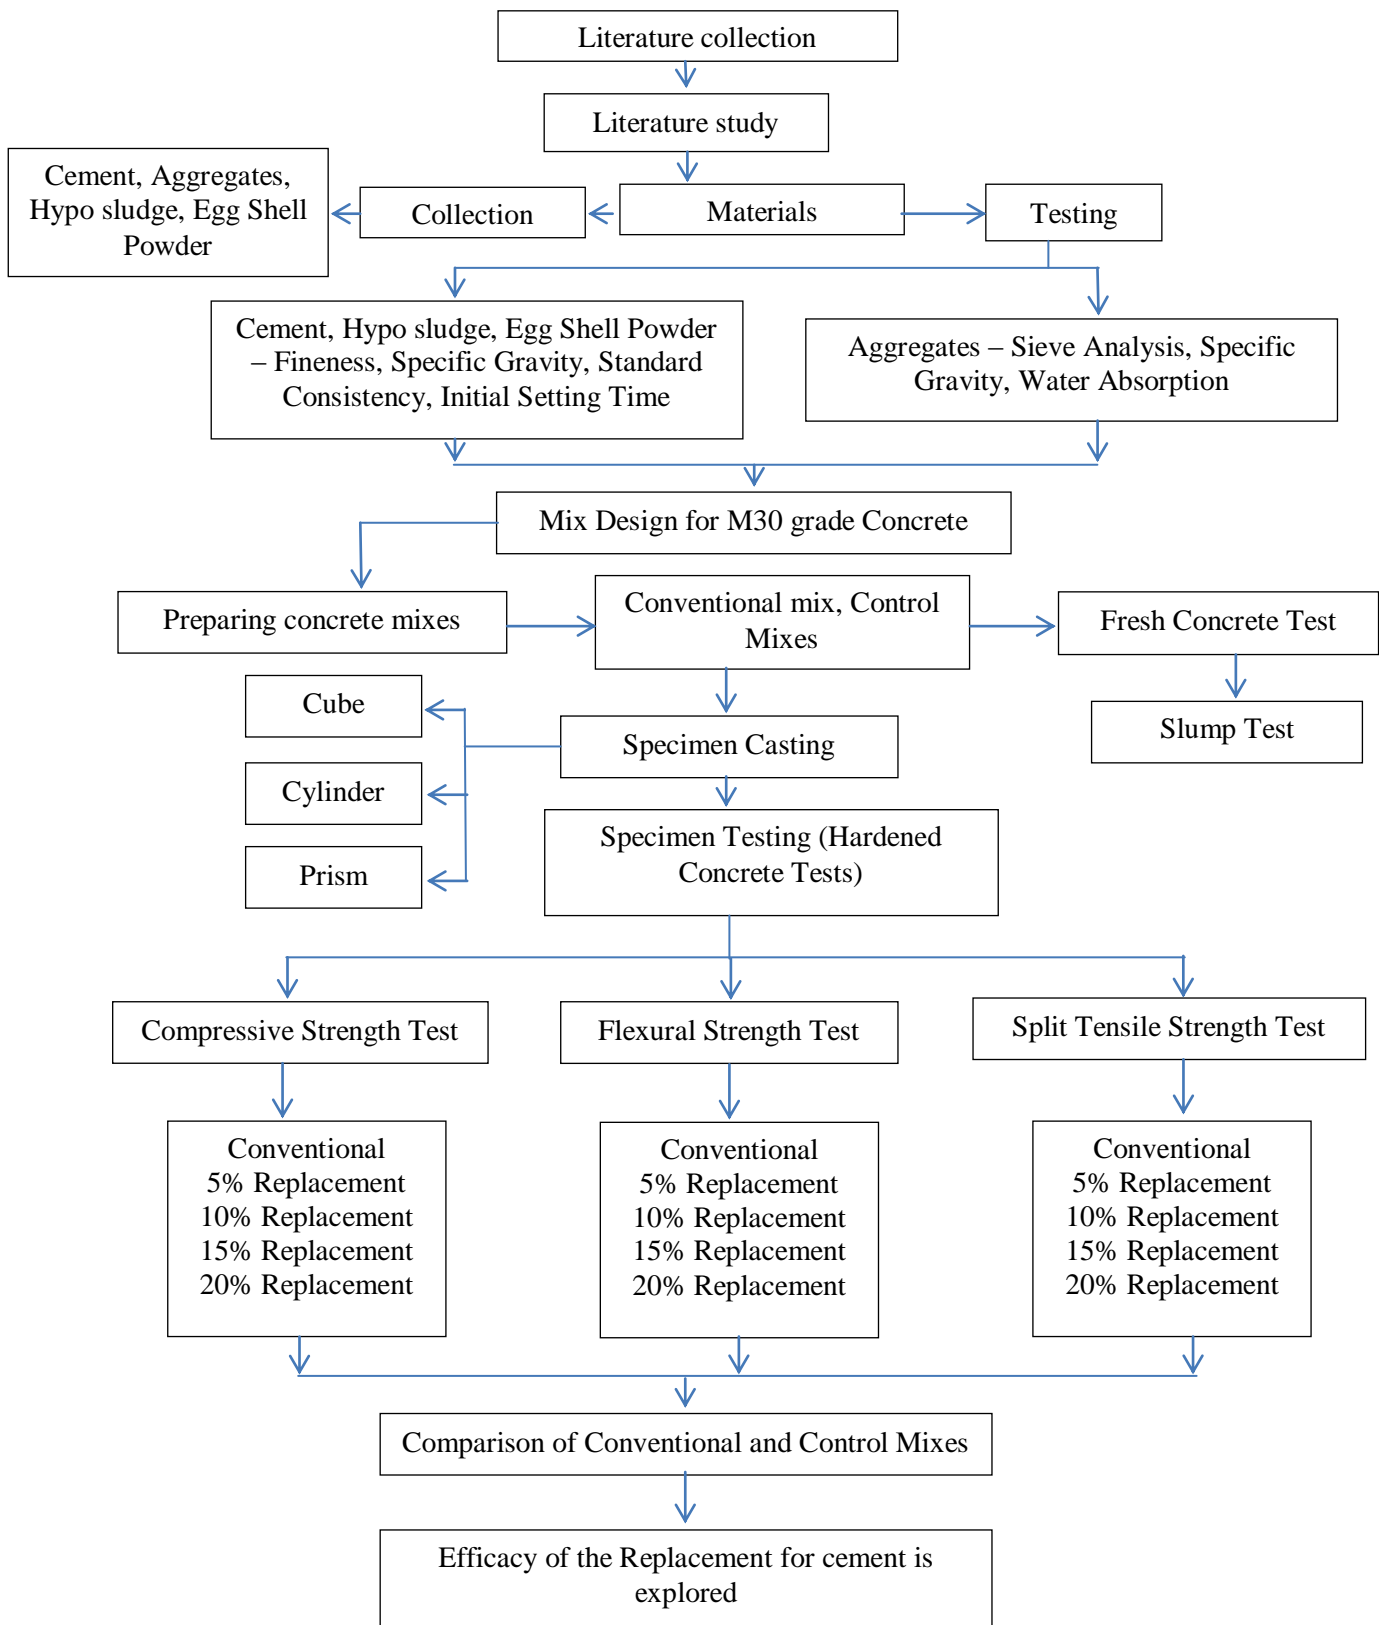 Literature collection
Literature study
Cement, Aggregates,
Hypo sludge, Egg Shell
Powder
Collection
Materials
Testing
Cement, Hypo sludge, Egg Shell Powder
– Fineness, Specific Gravity, Standard
Consistency, Initial Setting Time
Aggregates – Sieve Analysis, Specific
Gravity, Water Absorption
Mix Design for M30 grade Concrete
Preparing concrete mixes
Conventional mix, Control
Mixes
Fresh Concrete Test
Slump Test
Cube
Specimen Casting
Cylinder
Prism
Specimen Testing (Hardened
Concrete Tests)
Compressive Strength Test
Flexural Strength Test
Split Tensile Strength Test
Conventional
5% Replacement
10% Replacement
15% Replacement
20% Replacement
Conventional
5% Replacement
10% Replacement
15% Replacement
20% Replacement
Conventional
5% Replacement
10% Replacement
15% Replacement
20% Replacement
Comparison of Conventional and Control Mixes
Efficacy of the Replacement for cement is
explored